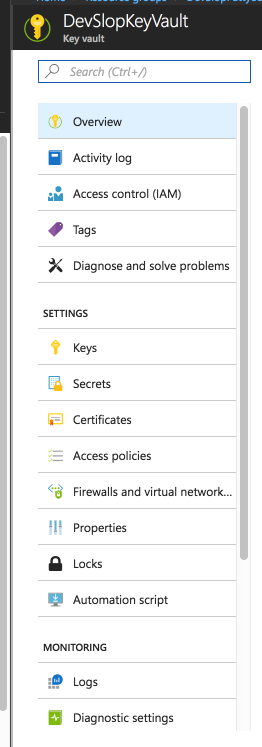 DevSlopKeyVault
Key vault
Search (Ctrl+/)
Overview
Activity log
Access control (IAM)
Tags
Diagnose and solve problems
SETTINGS
Keys
Secrets
Certificates
Access policies
Firewalls and virtual network...
Properties
Locks
Automation script
MONITORING
Logs
Diagnostic settings